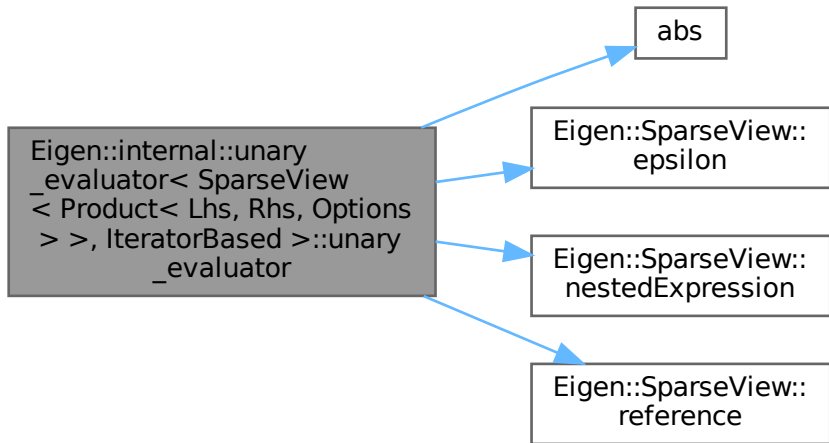 Eigen::internal::unary
_evaluator< SparseView
< Product< Lhs, Rhs, Options
> >, IteratorBased >::unary
_evaluator
abs
Eigen::SparseView::
epsilon
Eigen::SparseView::
nestedExpression
Eigen::SparseView::
reference